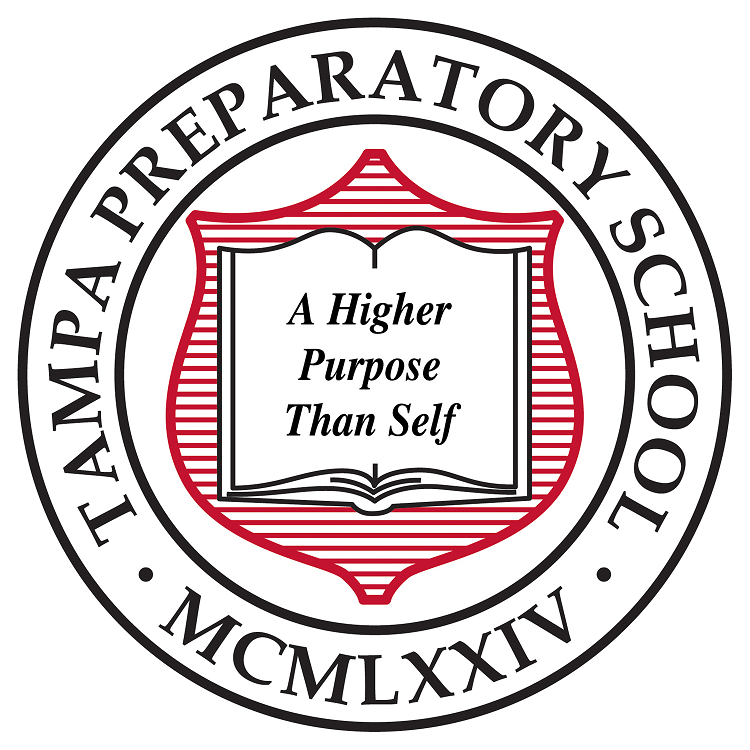 TAMPA PREPARATORY SCHOOL
A Higher
Purpose
Than Self
• MCMLXXIV •